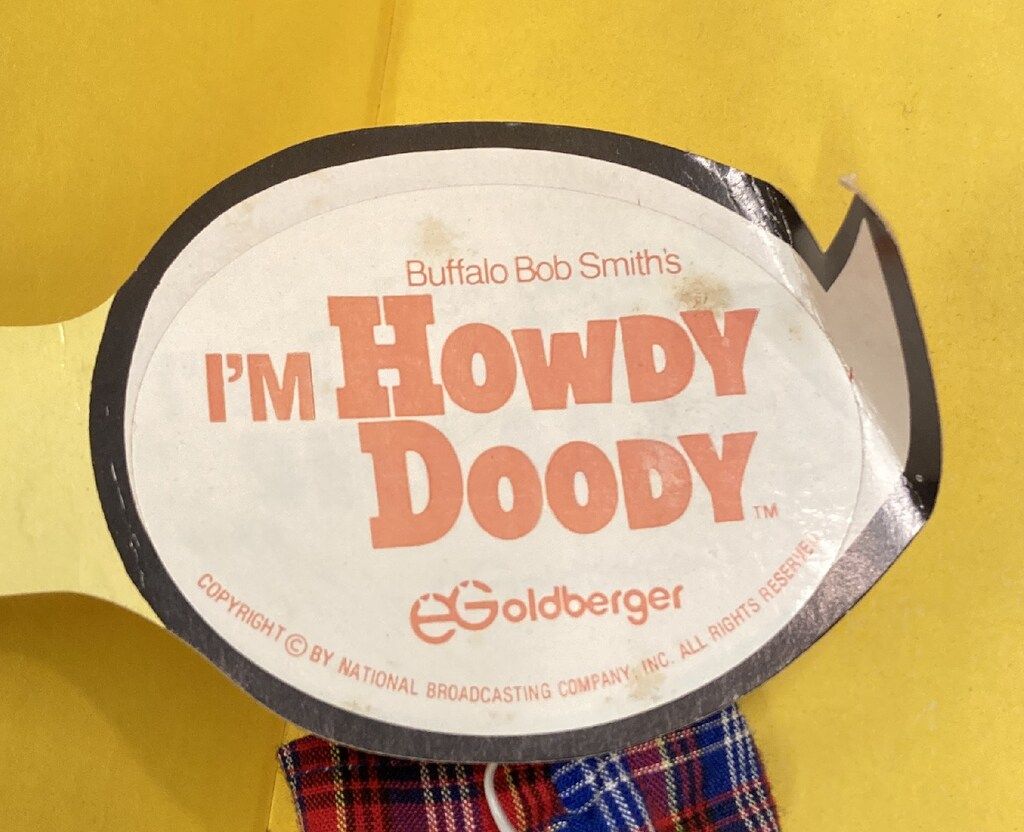 Buffalo Bob Smith's
I'M HOWDY
DOODY™
EGoldberger
COPYRIGHT © BY NATIONAL BROADCASTING COMPANY, INC. ALL RIGHTS RESERVED